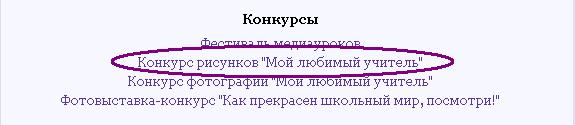 Конкурсы
Фестиваль медиауроков
Конкурс рисунков "Мой любимый учитель"
Конкурс фотографий "Мой любимый учитель"
Фотовыставка-конкурс "Как прекрасен школьный мир, посмотри!"